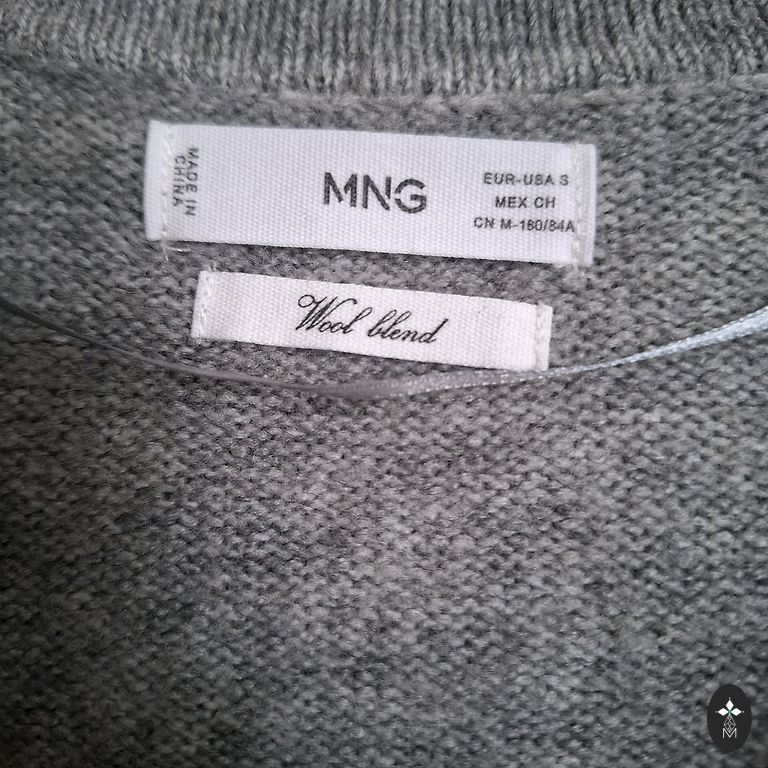 MADE IN
CHINA
MNG
EUR-USA S
MEX CH
CN M-160/84A
Wool blend
M